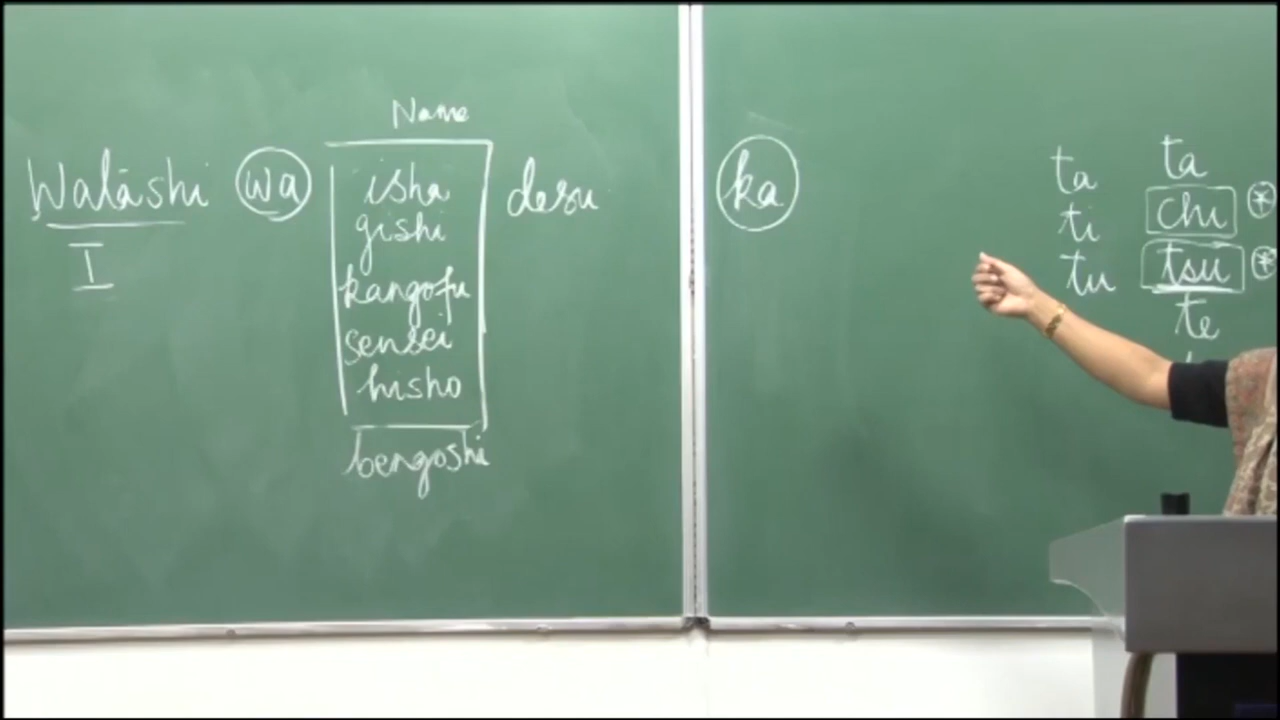 Name
Watashi wa isha desu
I
gishi
kangofu
sensei
hisho
bengoshi
ka
ta ta
ti chi *
tu tsu *
te